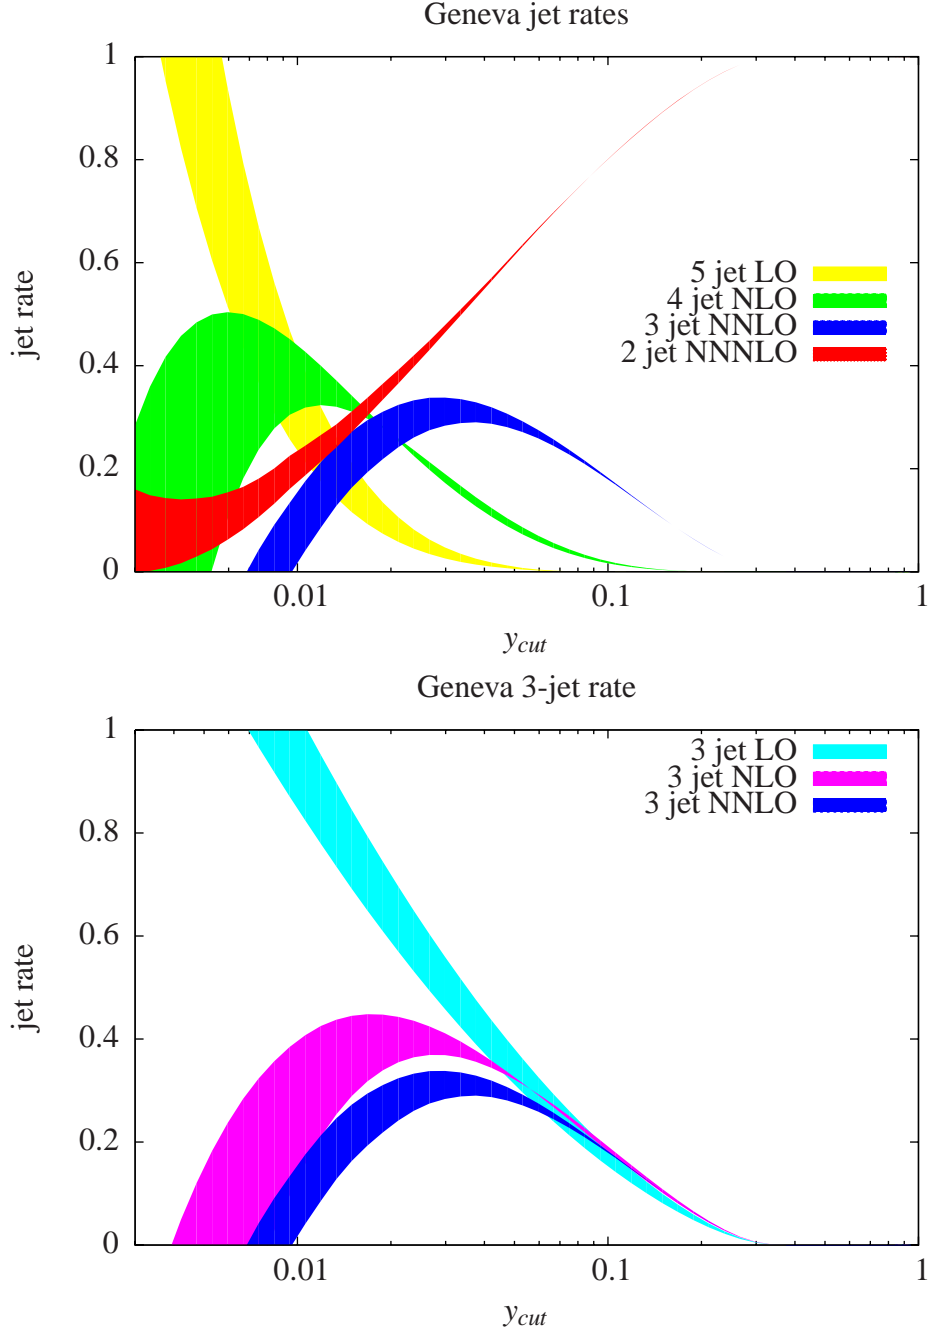 Geneva jet rates
1
0.8
0.6
0.4
0.2
0
jet rate
5 jet LO
4 jet NLO
3 jet NNLO
2 jet NNNLO
0.01
0.1
1
y_cut
Geneva 3-jet rate
1
0.8
0.6
0.4
0.2
0
jet rate
3 jet LO
3 jet NLO
3 jet NNLO
0.01
0.1
1
y_cut